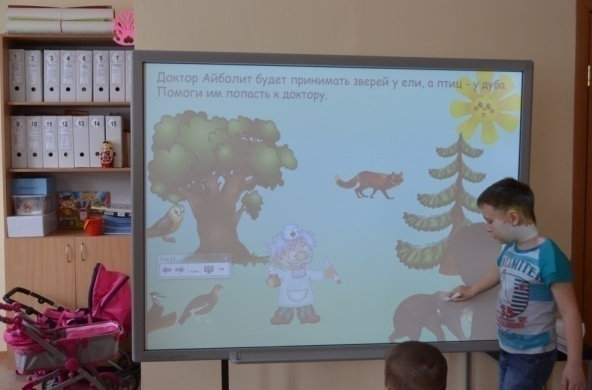 Доктор Айболит будет принимать зверей у ели, а птиц - у дуба.
Помоги им попасть к доктору.